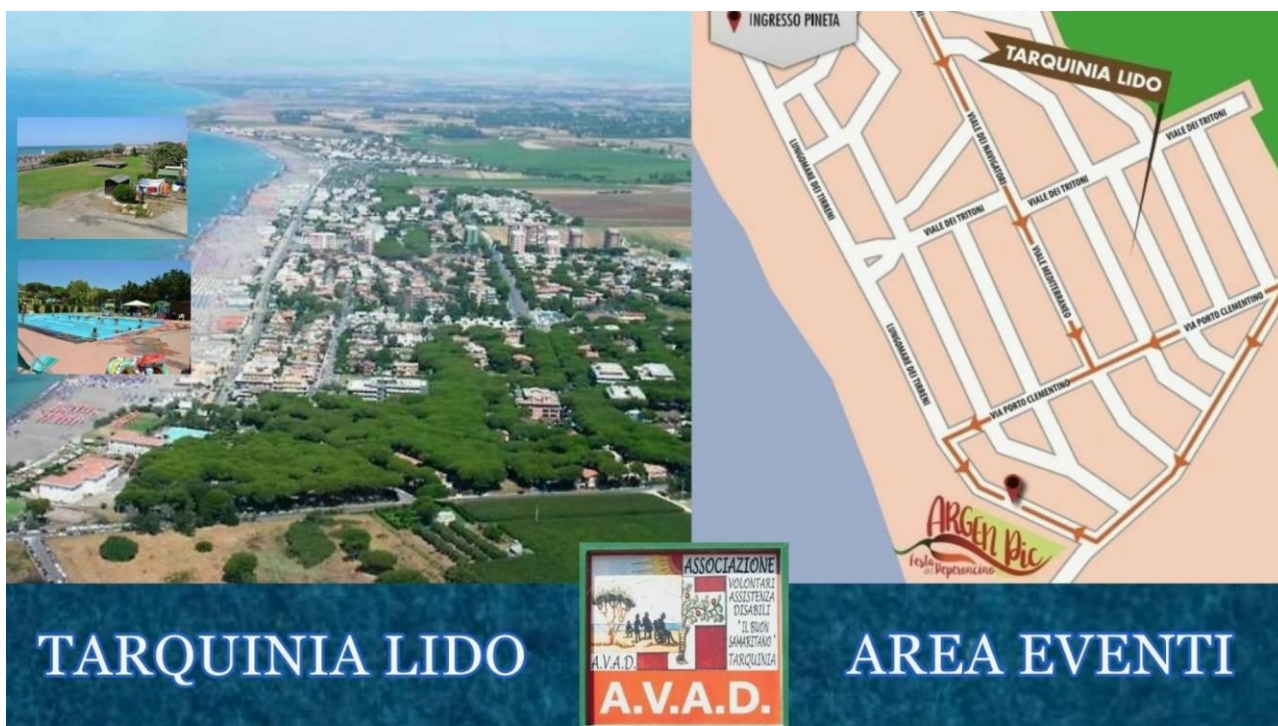 INGRESSO PINETA
TARQUINIA LIDO
VIALE DEI TRITONI
VIALE DEI NAVIGATORI
LUNGOMARE DEI TIRRENI
VIALE DEI TRITONI
VIALE DEI TRITONI
VIALE MEDITERRANEO
VIA PORTO CLEMENTINO
LUNGOMARE DEI TIRRENI
VIA PORTO CLEMENTINO
ARGEN Pic
Festa
del Peperoncino
ASSOCIAZIONE
VOLONTARI
ASSISTENZA
DISABILI
"IL BUON
SAMARITANO"
TARQUINIA
A.V.A.D.
A.V.A.D.
TARQUINIA LIDO
AREA EVENTI